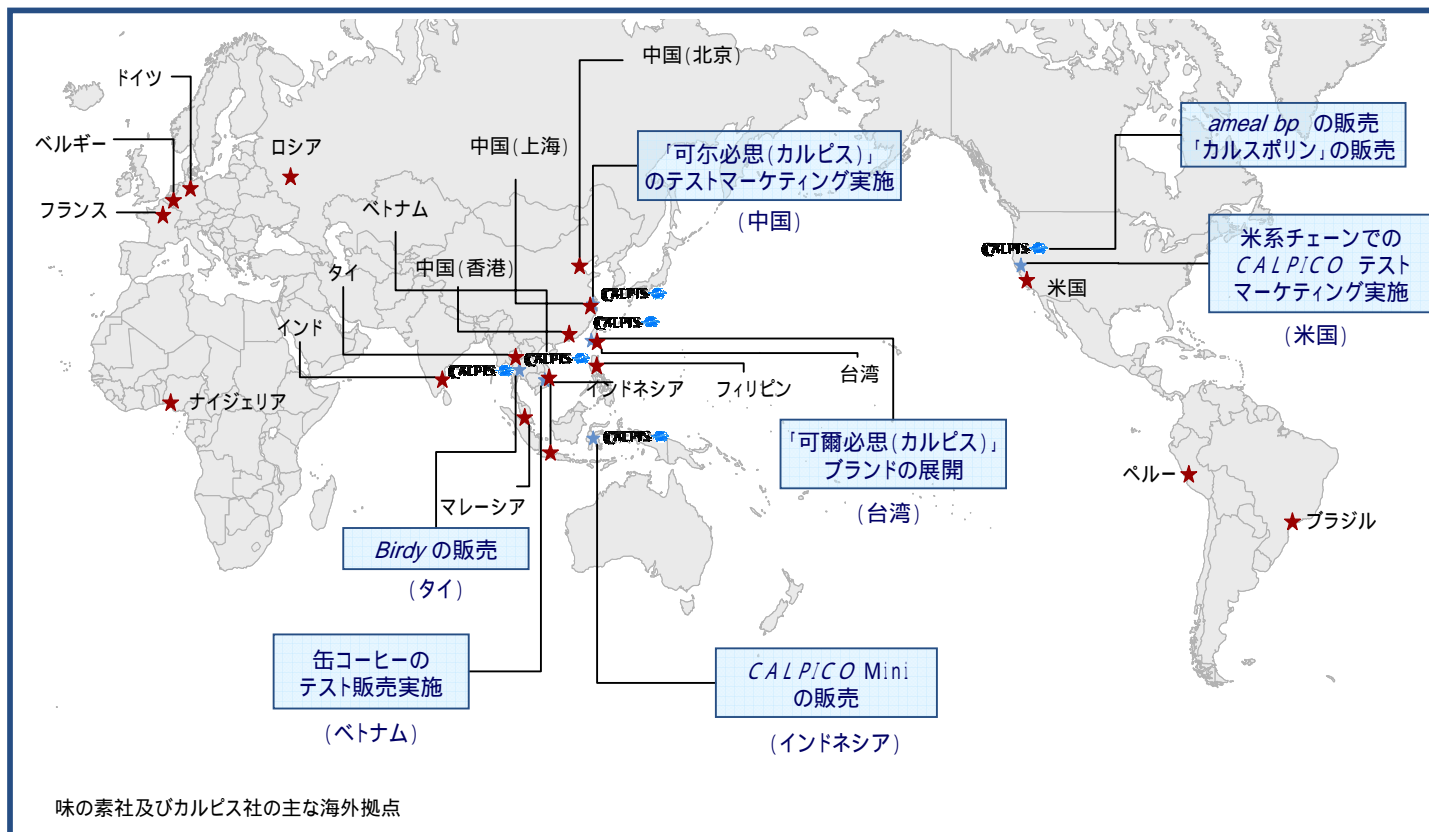 中国(北京)
ドイツ
ベルギー
ロシア
中国(上海)
フランス
ベトナム
タイ
中国(香港)
インド
ナイジェリア
「可尓必思(カルピス)」
のテストマーケティング実施
(中国)
ameal bp の販売
「カルスポリン」の販売
米系チェーンでの
CALPICO テスト
マーケティング実施
(米国)
CALPIS
米国
CALPIS
CALPIS
CALPIS
CALPIS
台湾
インドネシア
フィリピン
CALPIS
「可爾必思(カルピス)」
ブランドの展開
(台湾)
ペルー
ブラジル
マレーシア
Birdy の販売
(タイ)
缶コーヒーの
テスト販売実施
(ベトナム)
CALPICO Mini
の販売
(インドネシア)
味の素社及びカルピス社の主な海外拠点